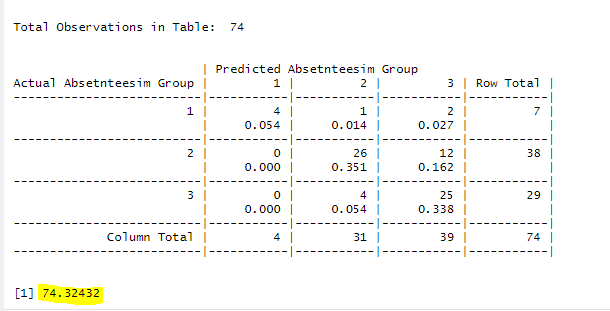 Total Observations in Table:  74
| Predicted Absetnteesim Group
Actual Absetnteesim Group |         1 |         2 |         3 | Row Total |
--------------------------|-----------|-----------|-----------|-----------|
1 |         4 |         1 |         2 |         7 |
|     0.054 |     0.014 |     0.027 |           |
--------------------------|-----------|-----------|-----------|-----------|
2 |         0 |        26 |        12 |        38 |
|     0.000 |     0.351 |     0.162 |           |
--------------------------|-----------|-----------|-----------|-----------|
3 |         0 |         4 |        25 |        29 |
|     0.000 |     0.054 |     0.338 |           |
--------------------------|-----------|-----------|-----------|-----------|
Column Total |         4 |        31 |        39 |        74 |
--------------------------|-----------|-----------|-----------|-----------|
[1] 74.32432